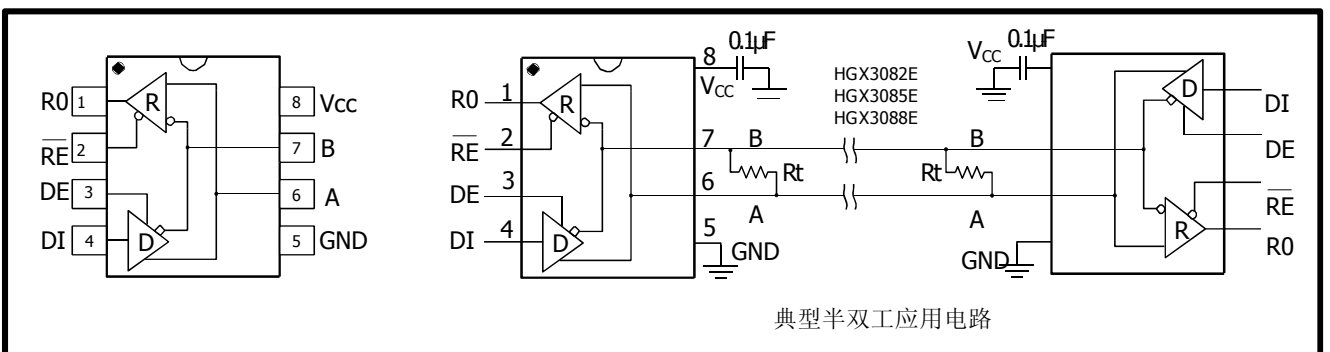 R0 1
RE 2
DE 3
DI 4
R
D
8 Vcc
7 B
6 A
5 GND
R0 1
RE 2
DE 3
DI 4
R
D
8
VCC
0.1µF
7 B
Rt
6
A
5
GND
HGX3082E
HGX3085E
HGX3088E
VCC
0.1µF
B
Rt
A
GND
D
R
DI
DE
RE
R0
典型半双工应用电路